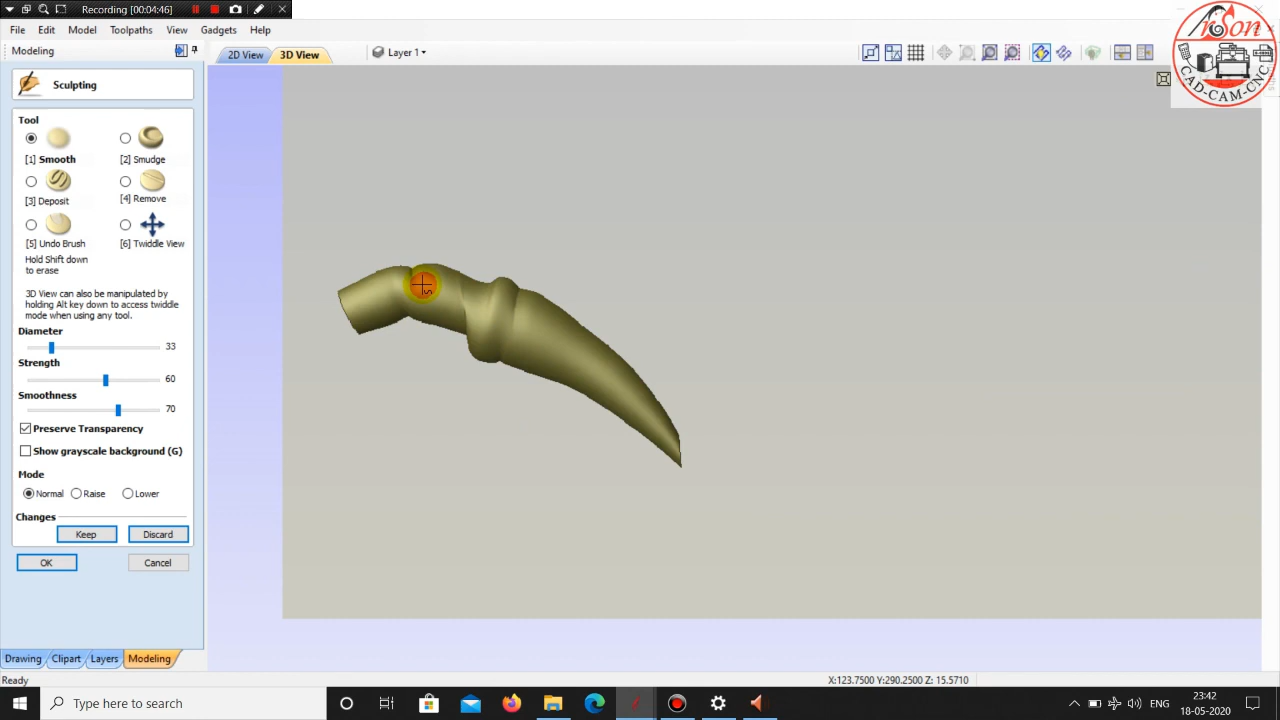 Recording [00:04:46]
File Edit Model Toolpaths View Gadgets Help
Modeling
2D View 3D View Layer 1
Sculpting
Tool
[1] Smooth [2] Smudge
[3] Deposit [4] Remove
[5] Undo Brush [6] Twiddle View
Hold Shift down
to erase
3D View can also be manipulated by
holding Alt key down to access twiddle
mode when using any tool.
Diameter
33
Strength
60
Smoothness
70
Preserve Transparency
Show grayscale background (G)
Mode
Normal Raise Lower
Changes
Keep Discard
OK Cancel
Drawing Clipart Layers Modeling
Ready X:123.7500 Y:290.2500 Z: 15.5710
Type here to search
ENG
23:42
18-05-2020
S
CAD-CAM-CNC